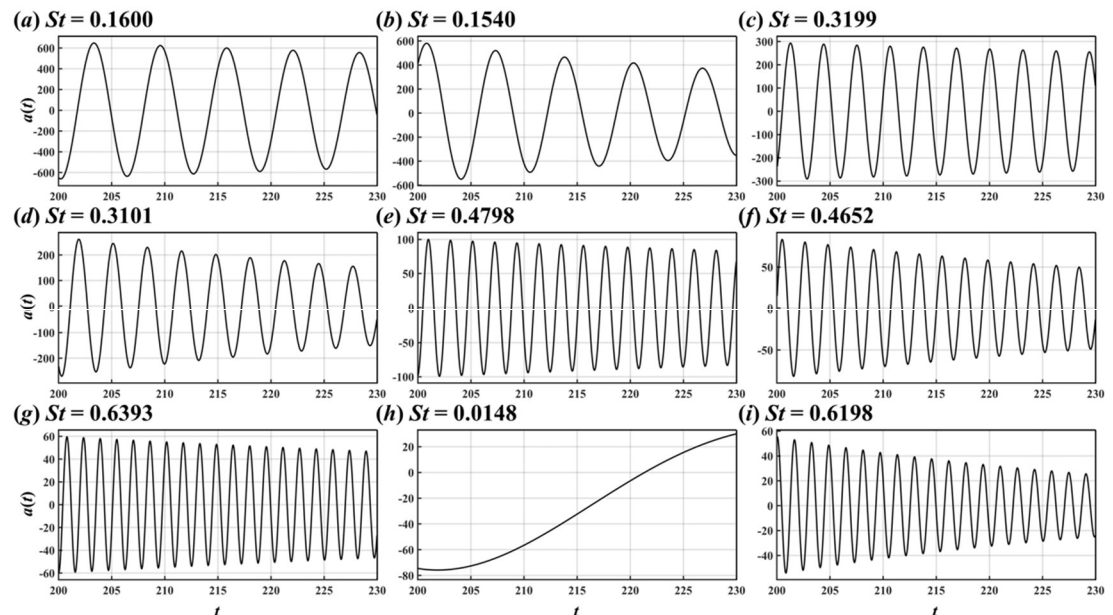 (a) St = 0.1600 (b) St = 0.1540 (c) St = 0.3199
600 400 200 0 -200 -400 -600 a(t)
200 205 210 215 220 225 230
600 400 200 0 -200 -400 -600
200 205 210 215 220 225 230
300 200 100 0 -100 -200 -300
200 205 210 215 220 225 230
(d) St = 0.3101 (e) St = 0.4798 (f) St = 0.4652
200 100 0 -100 -200 a(t)
200 205 210 215 220 225 230
100 50 0 -50 -100
200 205 210 215 220 225 230
50 0 -50
200 205 210 215 220 225 230
(g) St = 0.6393 (h) St = 0.0148 (i) St = 0.6198
60 40 20 0 -20 -40 -60 a(t)
200 205 210 215 220 225 230
20 0 -20 -40 -60 -80
200 205 210 215 220 225 230
60 40 20 0 -20 -40
200 205 210 215 220 225 230
t t t